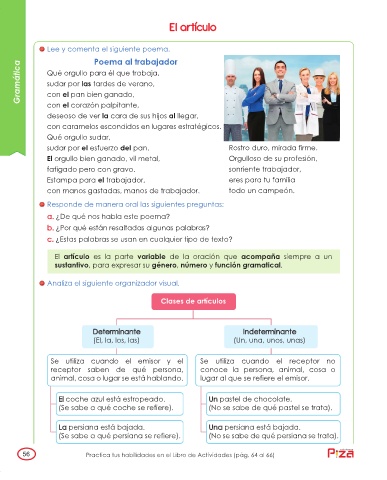 El artículo
Gramática
Lee y comenta el siguiente poema.
Poema al trabajador
Qué orgullo para él que trabaja,
sudar por las tardes de verano,
con el pan bien ganado,
con el corazón palpitante,
deseoso de ver la cara de sus hijos al llegar,
con caramelos escondidos en lugares estratégicos.
Qué orgullo sudar,
sudar por el esfuerzo del pan.
El orgullo bien ganado, vil metal,
fatigado pero con gravo.
Estampa para el trabajador,
con manos gastadas, manos de trabajador.
Rostro duro, mirada firme.
Orgulloso de su profesión,
sonriente trabajador,
eres para tu familia
todo un campeón.
Responde de manera oral las siguientes preguntas:
a. ¿De qué nos habla este poema?
b. ¿Por qué están resaltadas algunas palabras?
c. ¿Estas palabras se usan en cualquier tipo de texto?
El artículo es la parte variable de la oración que acompaña siempre a un
sustantivo, para expresar su género, número y función gramatical.
Analiza el siguiente organizador visual.
Clases de artículos
Determinante
(El, la, los, las)
Indeterminante
(Un, una, unos, unas)
Se utiliza cuando el emisor y el
receptor saben de qué persona,
animal, cosa o lugar se está hablando.
Se utiliza cuando el receptor no
conoce la persona, animal, cosa o
lugar al que se refiere el emisor.
El coche azul está estropeado.
(Se sabe a qué coche se refiere).
Un pastel de chocolate.
(No se sabe de qué pastel se trata).
La persiana está bajada.
(Se sabe a qué persiana se refiere).
Una persiana está bajada.
(No se sabe de qué persiana se trata).
56
Practica tus habilidades en el Libro de Actividades (pág. 64 al 66)